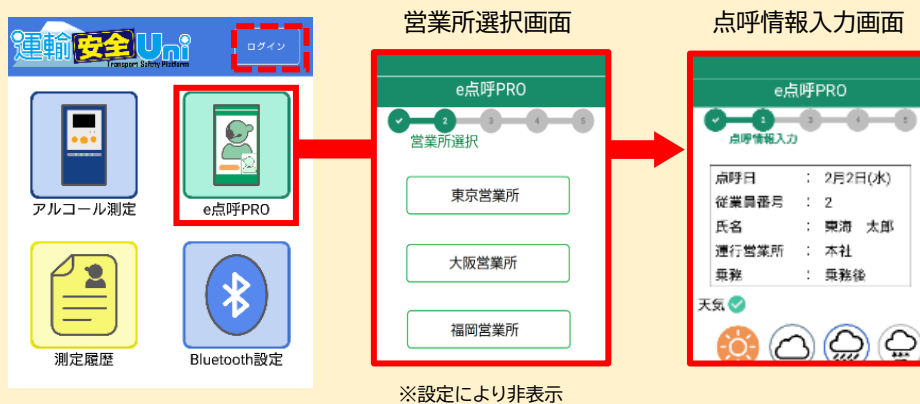 営業所選択画面
点呼情報入力画面
運輸安全Uni
Transport Safety Platform
ログイン
アルコール測定
e点呼PRO
測定履歴
Bluetooth設定
e点呼PRO
2 3 4 5
営業所選択
東京営業所
大阪営業所
福岡営業所
※設定により非表示
e点呼PRO
3 4 5
点呼情報入力
点呼日 : 2月2日(水)
従業員番号 : 2
氏名 : 東海 太郎
運行営業所 : 本社
乗務 : 乗務後
天気